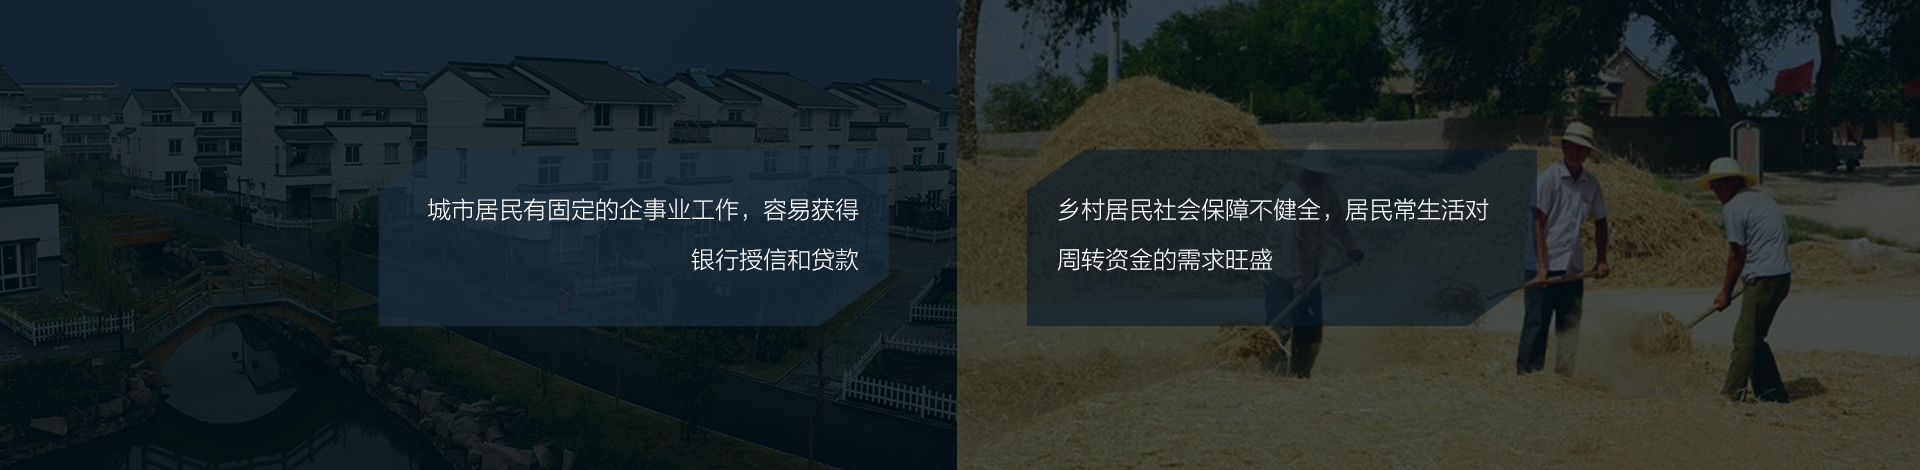 城市居民有固定的企事业工作，容易获得
银行授信和贷款
乡村居民社会保障不健全，居民常生活对
周转资金的需求旺盛